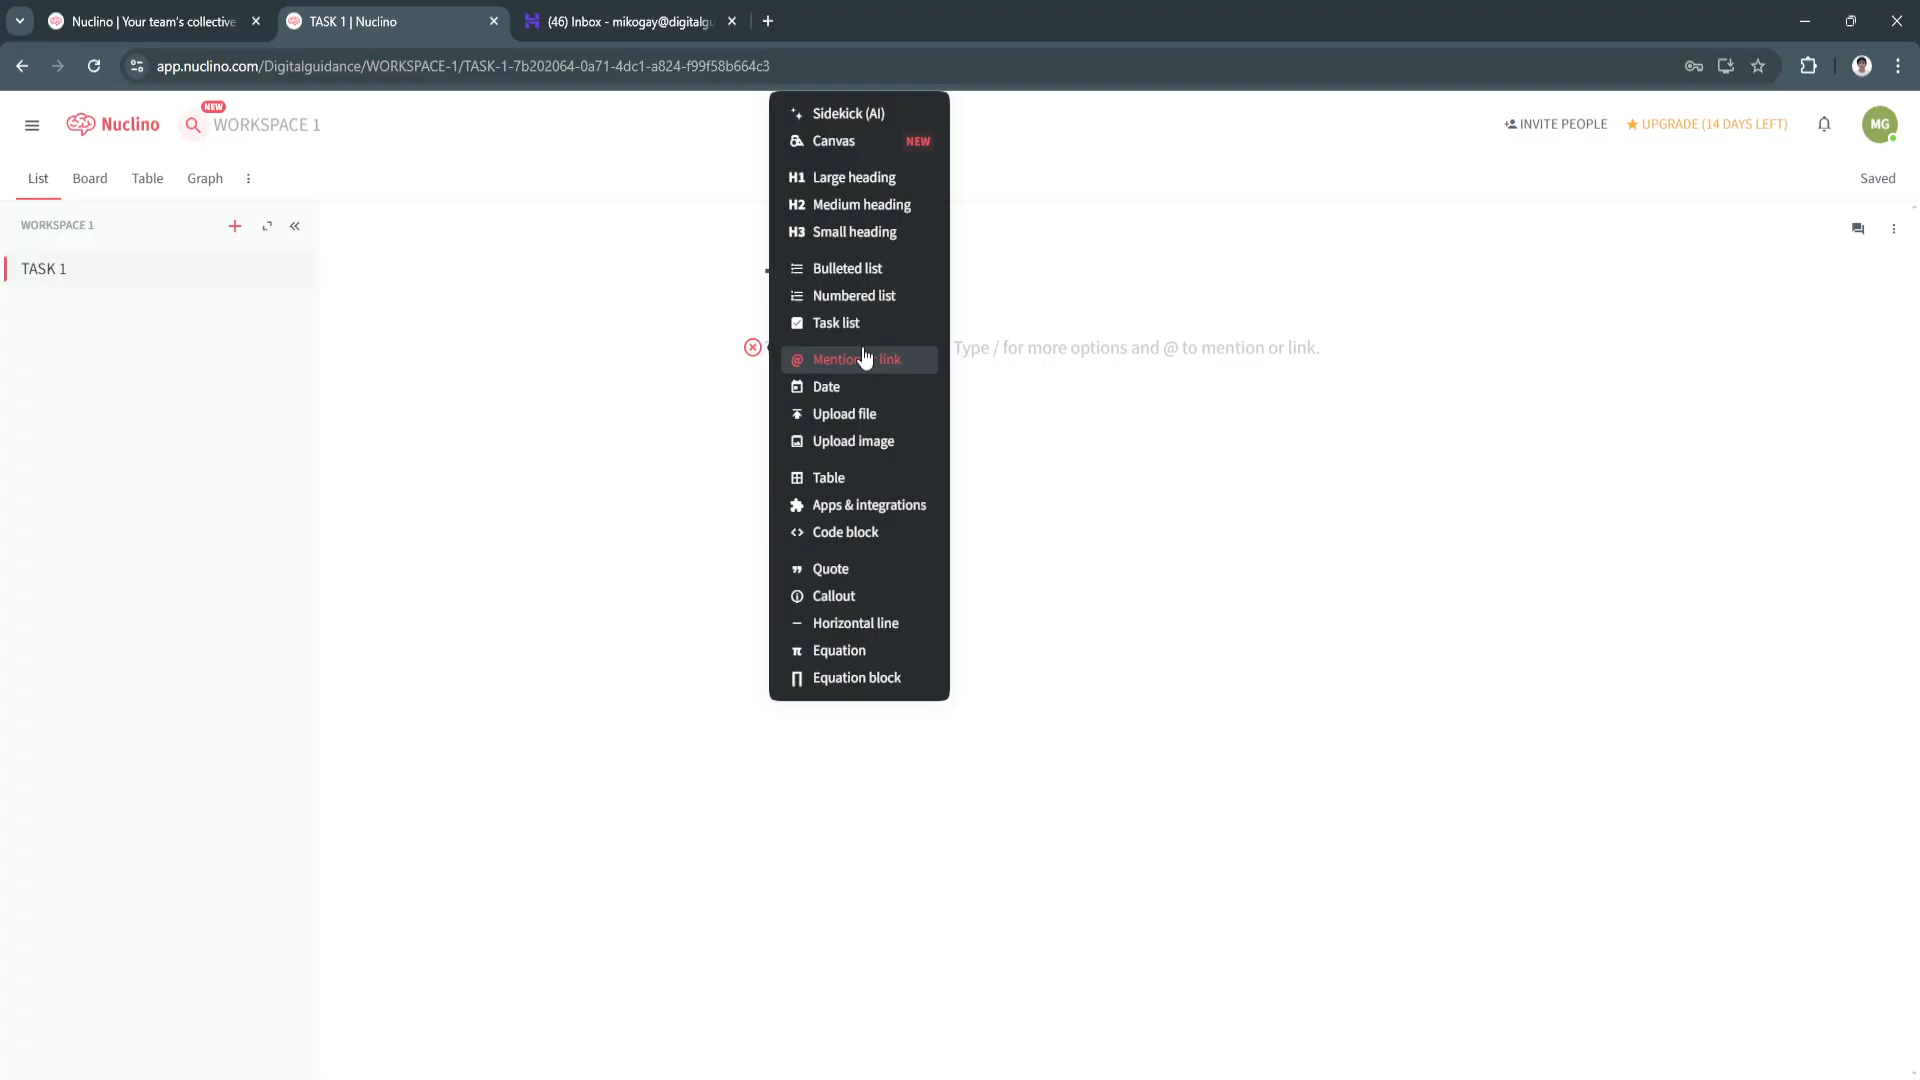 Nuclino | Your team's collective
TASK 1 | Nuclino
(46) Inbox - mikogay@digitalgu
app.nuclino.com/Digitalguidance/WORKSPACE-1/TASK-1-7b202064-0a71-4dc1-a824-f99f58b664c3
Nuclino
NEW
WORKSPACE 1
INVITE PEOPLE
UPGRADE (14 DAYS LEFT)
MG
List
Board
Table
Graph
Saved
WORKSPACE 1
TASK 1
Sidekick (AI)
Canvas NEW
H1 Large heading
H2 Medium heading
H3 Small heading
Bulleted list
Numbered list
Task list
@ Mention link
Type / for more options and @ to mention or link.
Date
Upload file
Upload image
Table
Apps & integrations
Code block
Quote
Callout
Horizontal line
π Equation
∏ Equation block